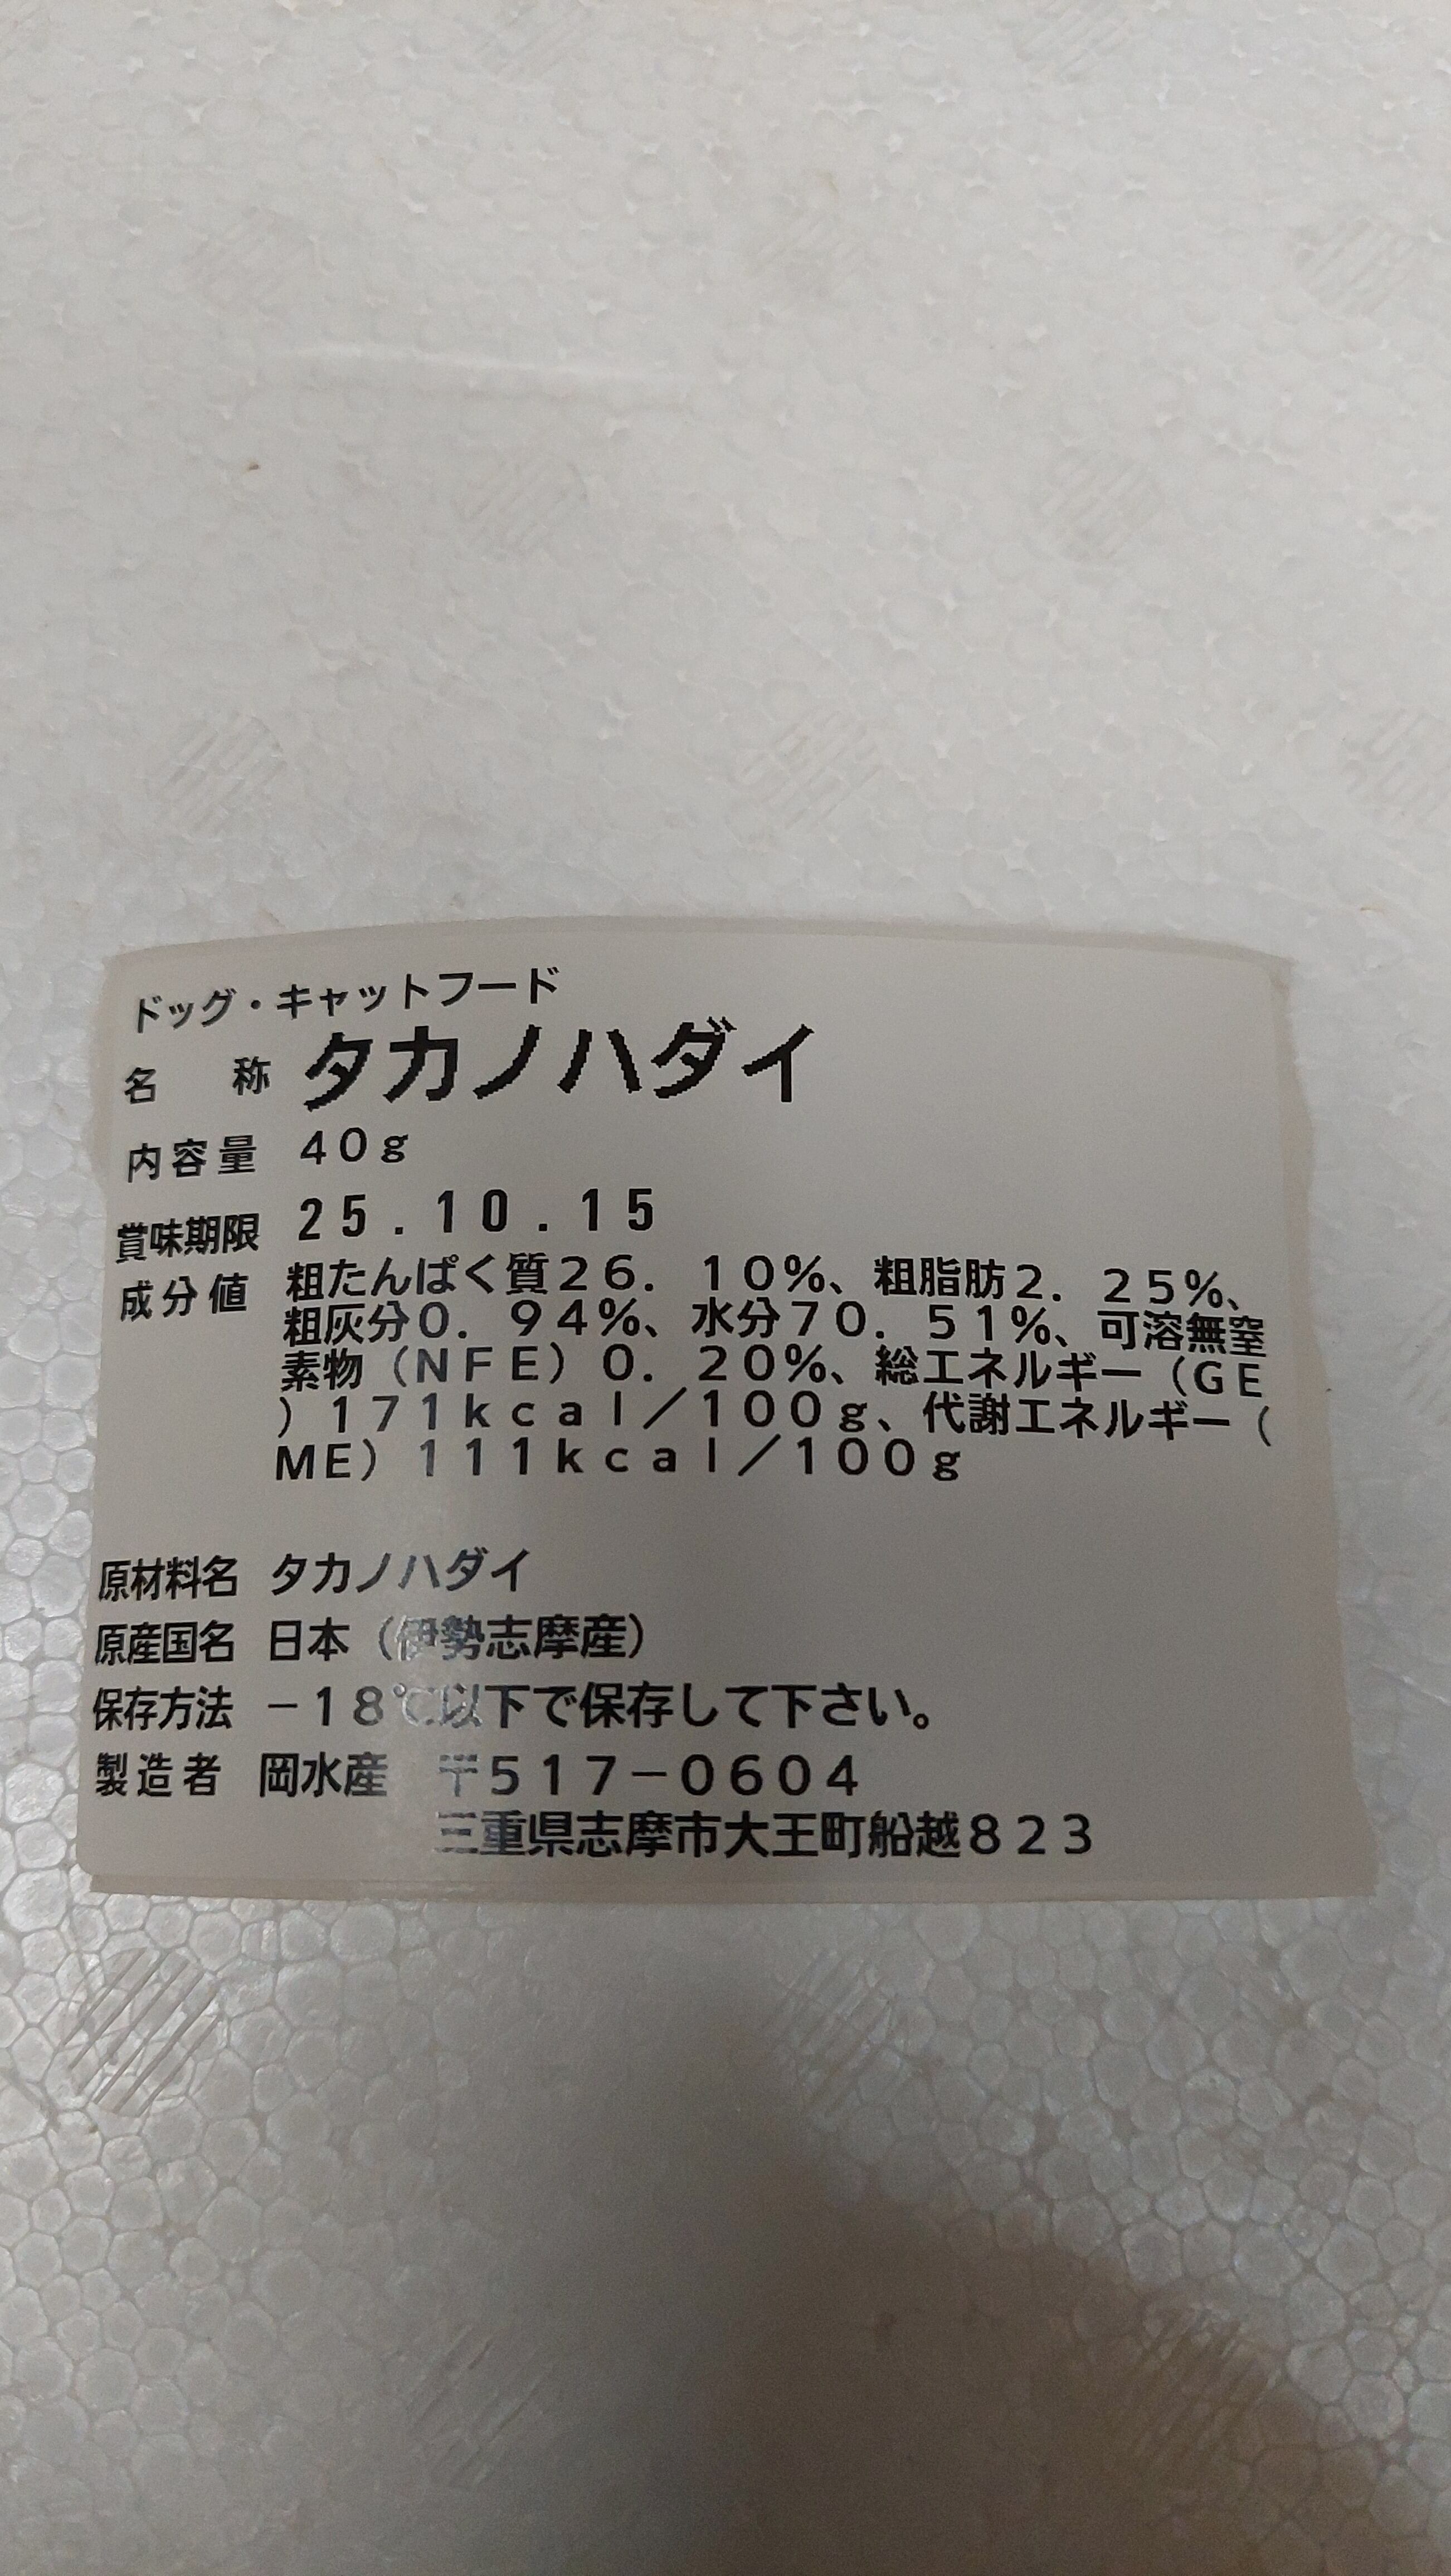 ドッグ・キャットフード
名　称 タカノハダイ
内容量 40g
賞味期限 25.10.15
成分値 粗たんぱく質26．10％、粗脂肪2．25％、
粗灰分0．94％、水分70．51％、可溶無窒
素物（NFE）0．20％、総エネルギー（GE
）171kcal／100g、代謝エネルギー（
ME）111kcal／100g
原材料名 タカノハダイ
原産国名 日本（伊勢志摩産）
保存方法 －18℃以下で保存して下さい。
製造者 岡水産　〒517－0604
三重県志摩市大王町船越823